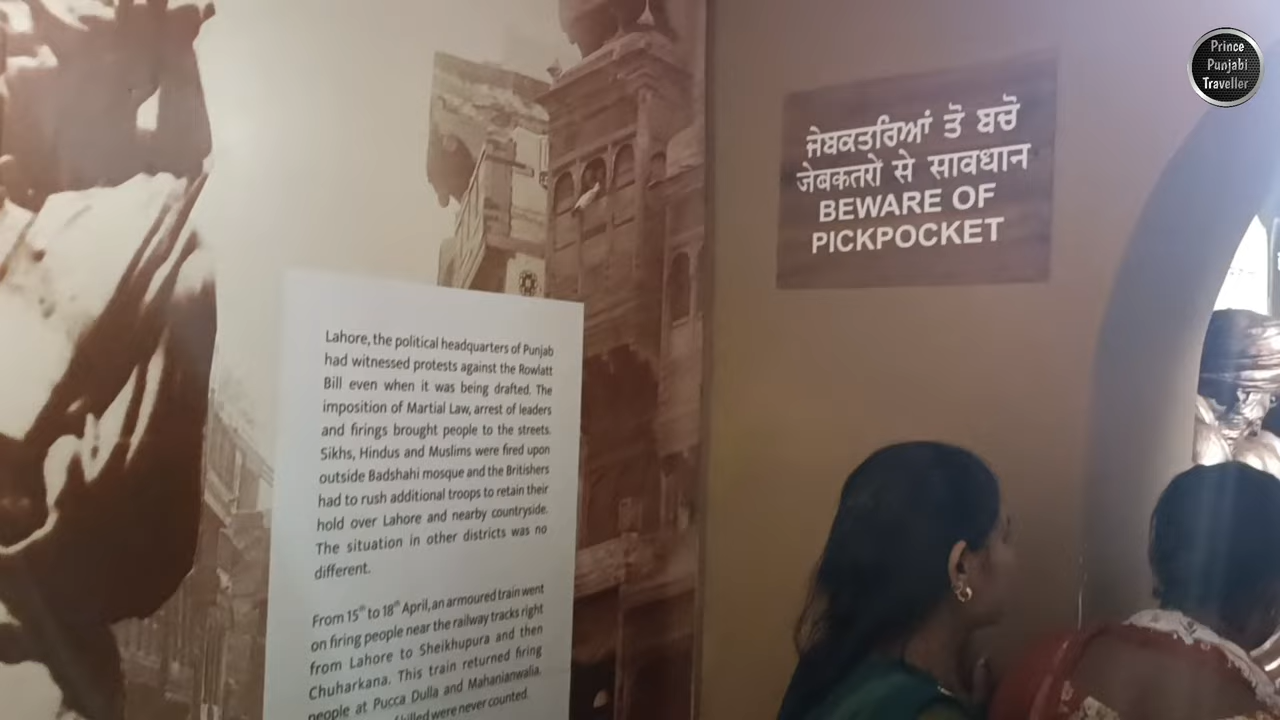 Prince
Punjabi
Traveller
ਜੇਬਕਤਰਿਆਂ ਤੋਂ ਬਚੋ
जेबकतरों से सावधान
BEWARE OF
PICKPOCKET
Lahore, the political headquarters of Punjab
had witnessed protests against the Rowlatt
Bill even when it was being drafted. The
imposition of Martial Law, arrest of leaders
and firings brought people to the streets.
Sikhs, Hindus and Muslims were fired upon
outside Badshahi mosque and the Britishers
had to rush additional troops to retain their
hold over Lahore and nearby countryside.
The situation in other districts was no
different.
From 15th to 18th April, an armoured train went
on firing people near the railway tracks right
from Lahore to Sheikhupura and then
Chuharkana. This train returned firing
people at Pucca Dulla and Mahanianwalia.
killed were never counted.